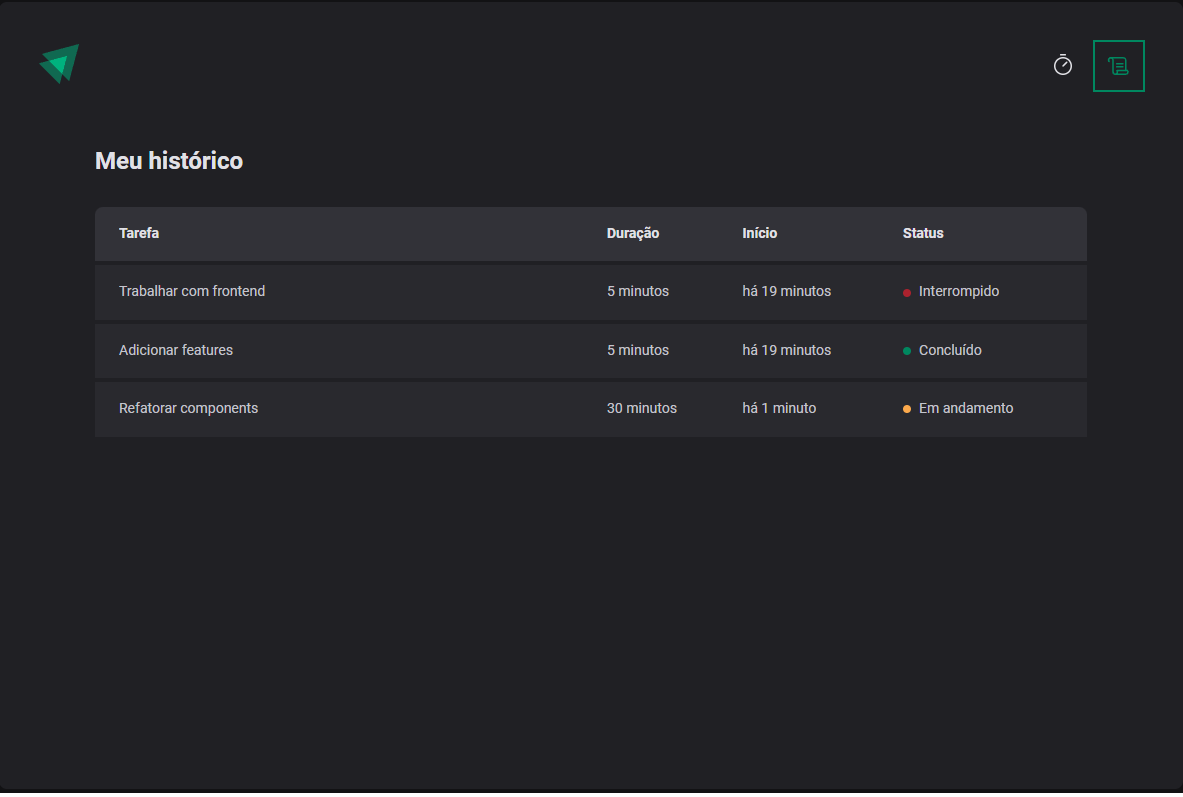 Meu histórico
Tarefa Duração Início Status
Trabalhar com frontend 5 minutos há 19 minutos Interrompido
Adicionar features 5 minutos há 19 minutos Concluído
Refatorar components 30 minutos há 1 minuto Em andamento